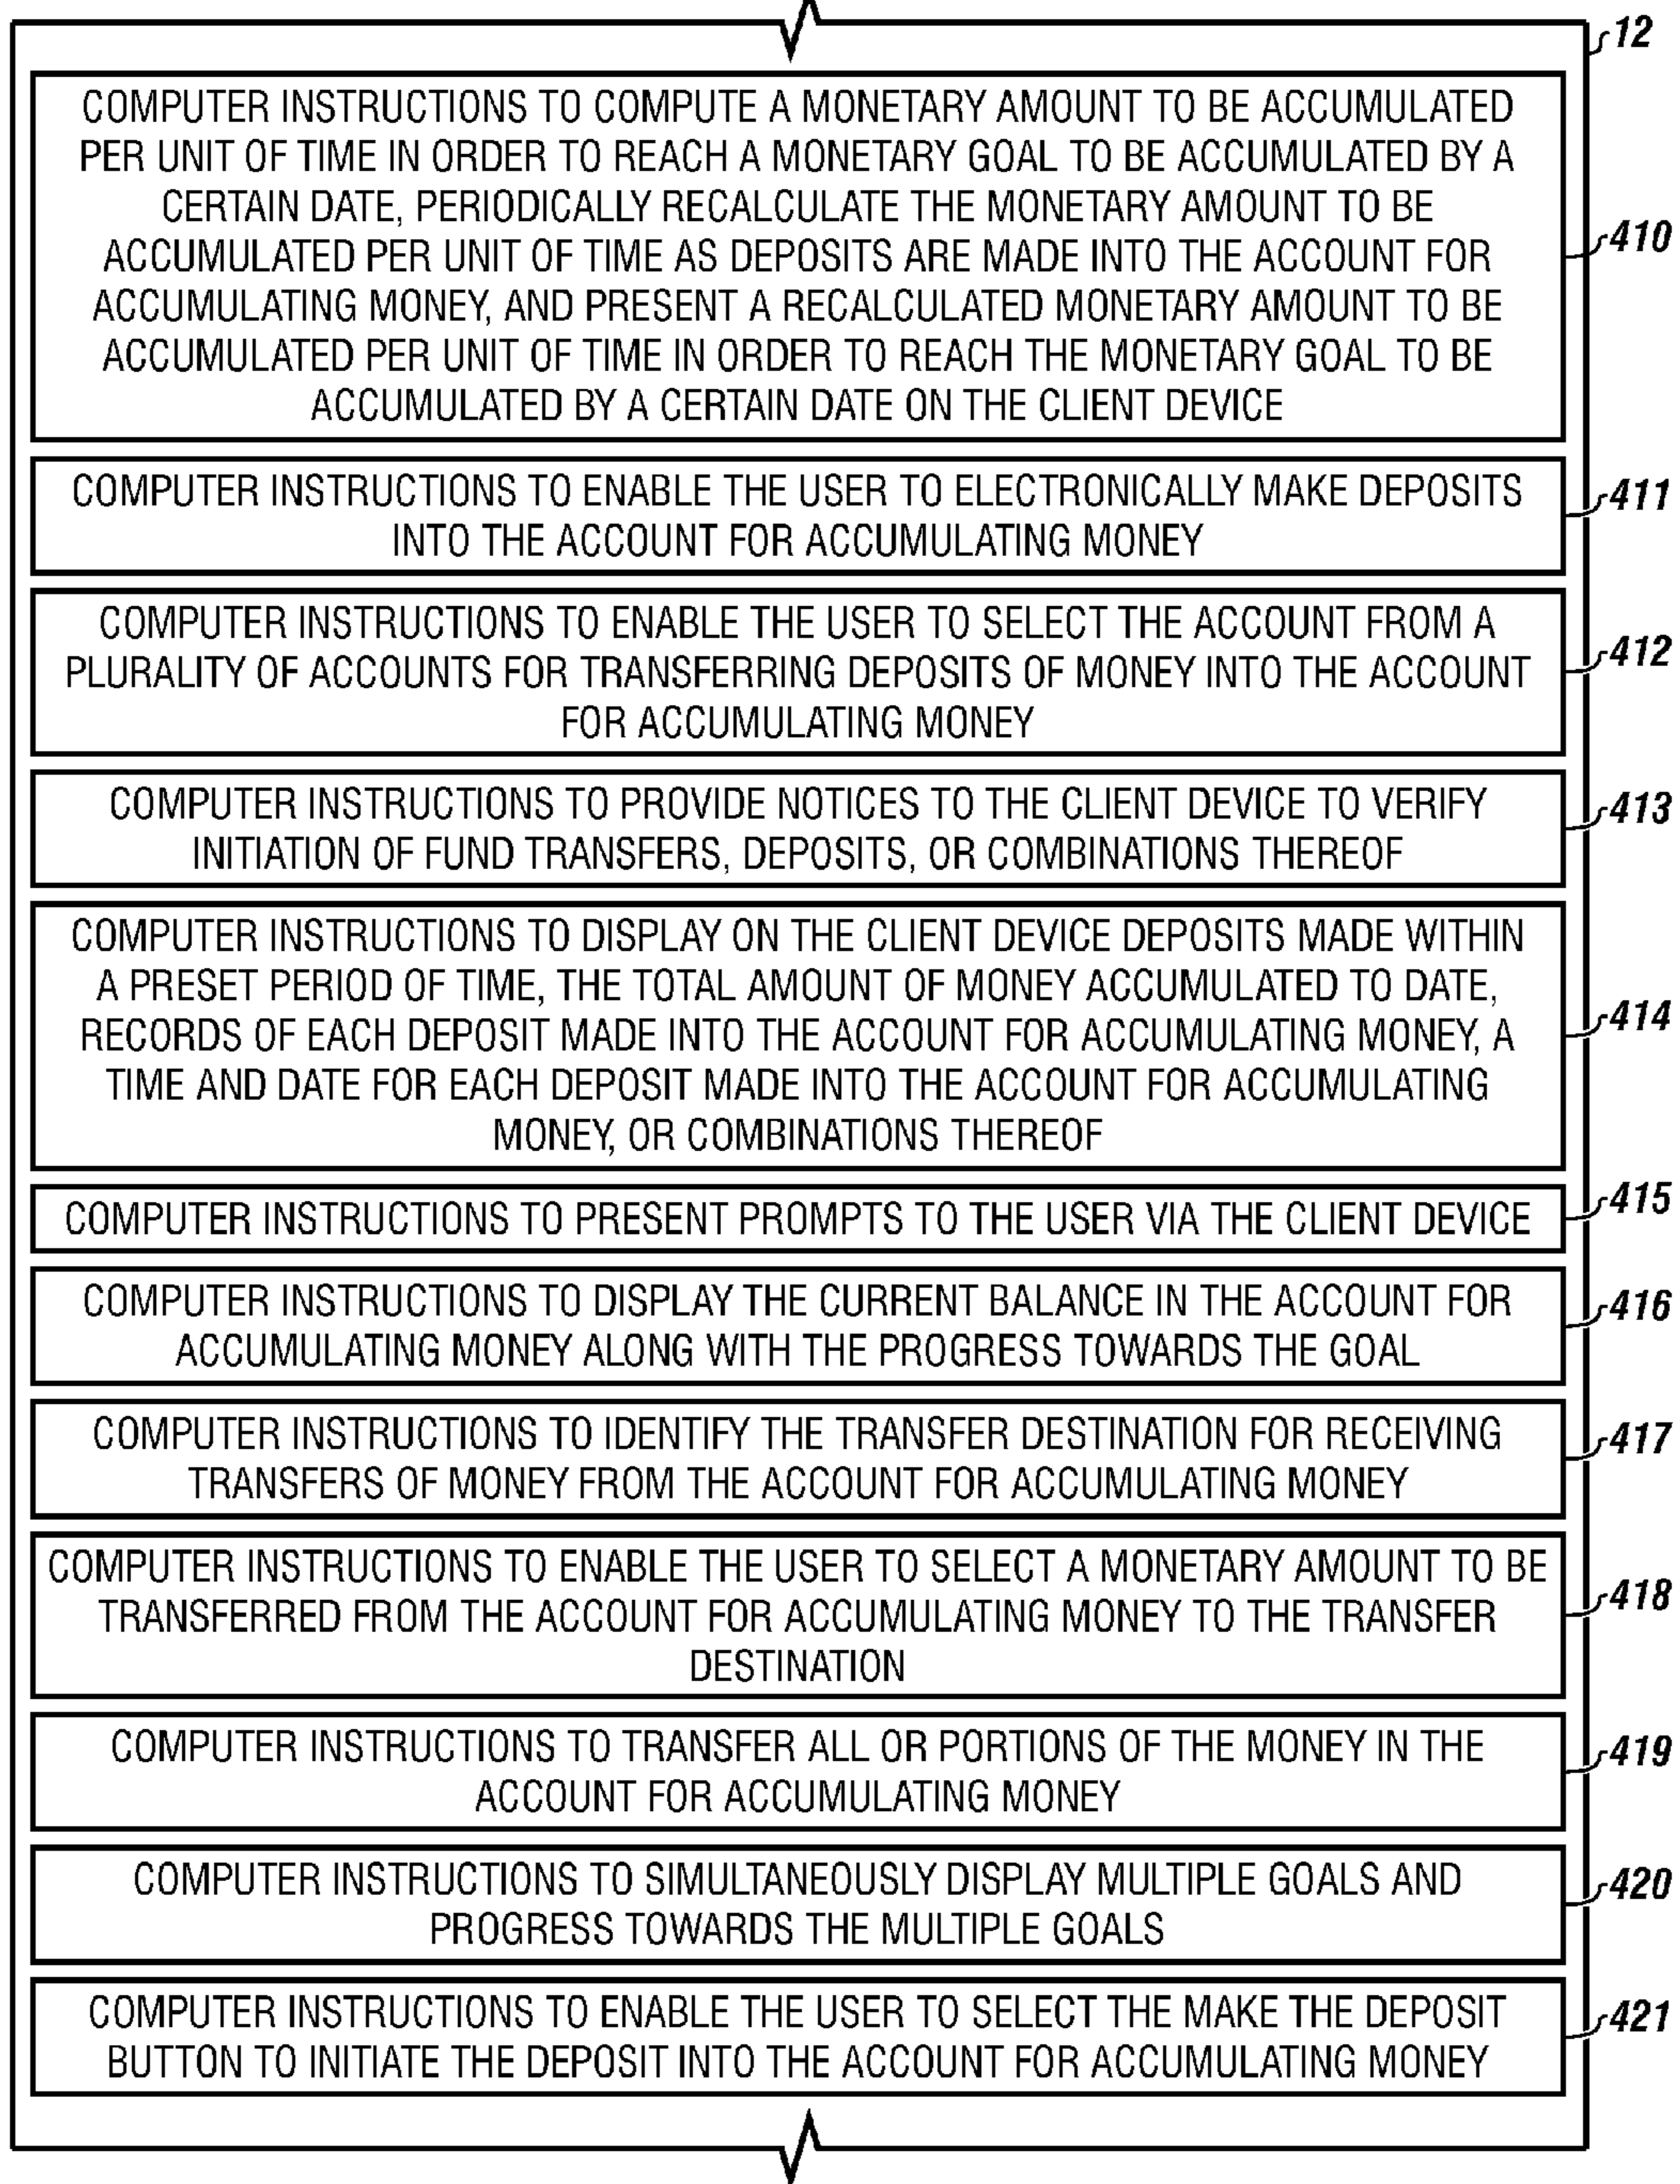 12
COMPUTER INSTRUCTIONS TO COMPUTE A MONETARY AMOUNT TO BE ACCUMULATED
PER UNIT OF TIME IN ORDER TO REACH A MONETARY GOAL TO BE ACCUMULATED BY A
CERTAIN DATE, PERIODICALLY RECALCULATE THE MONETARY AMOUNT TO BE
ACCUMULATED PER UNIT OF TIME AS DEPOSITS ARE MADE INTO THE ACCOUNT FOR
ACCUMULATING MONEY, AND PRESENT A RECALCULATED MONETARY AMOUNT TO BE
ACCUMULATED PER UNIT OF TIME IN ORDER TO REACH THE MONETARY GOAL TO BE
ACCUMULATED BY A CERTAIN DATE ON THE CLIENT DEVICE
410
COMPUTER INSTRUCTIONS TO ENABLE THE USER TO ELECTRONICALLY MAKE DEPOSITS
INTO THE ACCOUNT FOR ACCUMULATING MONEY
411
COMPUTER INSTRUCTIONS TO ENABLE THE USER TO SELECT THE ACCOUNT FROM A
PLURALITY OF ACCOUNTS FOR TRANSFERRING DEPOSITS OF MONEY INTO THE ACCOUNT
FOR ACCUMULATING MONEY
412
COMPUTER INSTRUCTIONS TO PROVIDE NOTICES TO THE CLIENT DEVICE TO VERIFY
INITIATION OF FUND TRANSFERS, DEPOSITS, OR COMBINATIONS THEREOF
413
COMPUTER INSTRUCTIONS TO DISPLAY ON THE CLIENT DEVICE DEPOSITS MADE WITHIN
A PRESET PERIOD OF TIME, THE TOTAL AMOUNT OF MONEY ACCUMULATED TO DATE,
RECORDS OF EACH DEPOSIT MADE INTO THE ACCOUNT FOR ACCUMULATING MONEY, A
TIME AND DATE FOR EACH DEPOSIT MADE INTO THE ACCOUNT FOR ACCUMULATING
MONEY, OR COMBINATIONS THEREOF
414
COMPUTER INSTRUCTIONS TO PRESENT PROMPTS TO THE USER VIA THE CLIENT DEVICE
415
COMPUTER INSTRUCTIONS TO DISPLAY THE CURRENT BALANCE IN THE ACCOUNT FOR
ACCUMULATING MONEY ALONG WITH THE PROGRESS TOWARDS THE GOAL
416
COMPUTER INSTRUCTIONS TO IDENTIFY THE TRANSFER DESTINATION FOR RECEIVING
TRANSFERS OF MONEY FROM THE ACCOUNT FOR ACCUMULATING MONEY
417
COMPUTER INSTRUCTIONS TO ENABLE THE USER TO SELECT A MONETARY AMOUNT TO BE
TRANSFERRED FROM THE ACCOUNT FOR ACCUMULATING MONEY TO THE TRANSFER
DESTINATION
418
COMPUTER INSTRUCTIONS TO TRANSFER ALL OR PORTIONS OF THE MONEY IN THE
ACCOUNT FOR ACCUMULATING MONEY
419
COMPUTER INSTRUCTIONS TO SIMULTANEOUSLY DISPLAY MULTIPLE GOALS AND
PROGRESS TOWARDS THE MULTIPLE GOALS
420
COMPUTER INSTRUCTIONS TO ENABLE THE USER TO SELECT THE MAKE THE DEPOSIT
BUTTON TO INITIATE THE DEPOSIT INTO THE ACCOUNT FOR ACCUMULATING MONEY
421